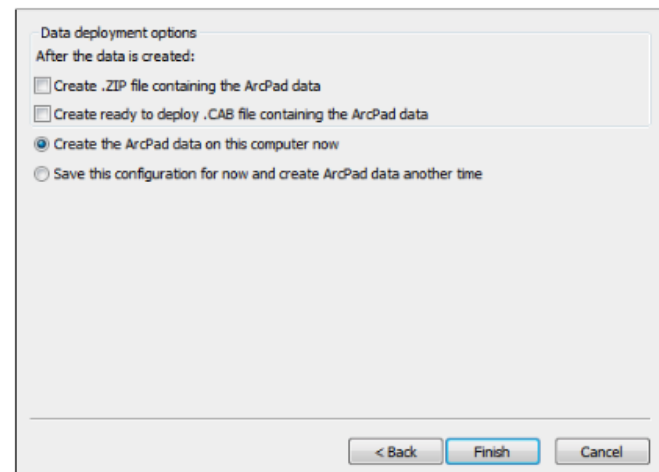 Data deployment options
After the data is created:
Create .ZIP file containing the ArcPad data
Create ready to deploy .CAB file containing the ArcPad data
Create the ArcPad data on this computer now
Save this configuration for now and create ArcPad data another time
< Back Finish Cancel